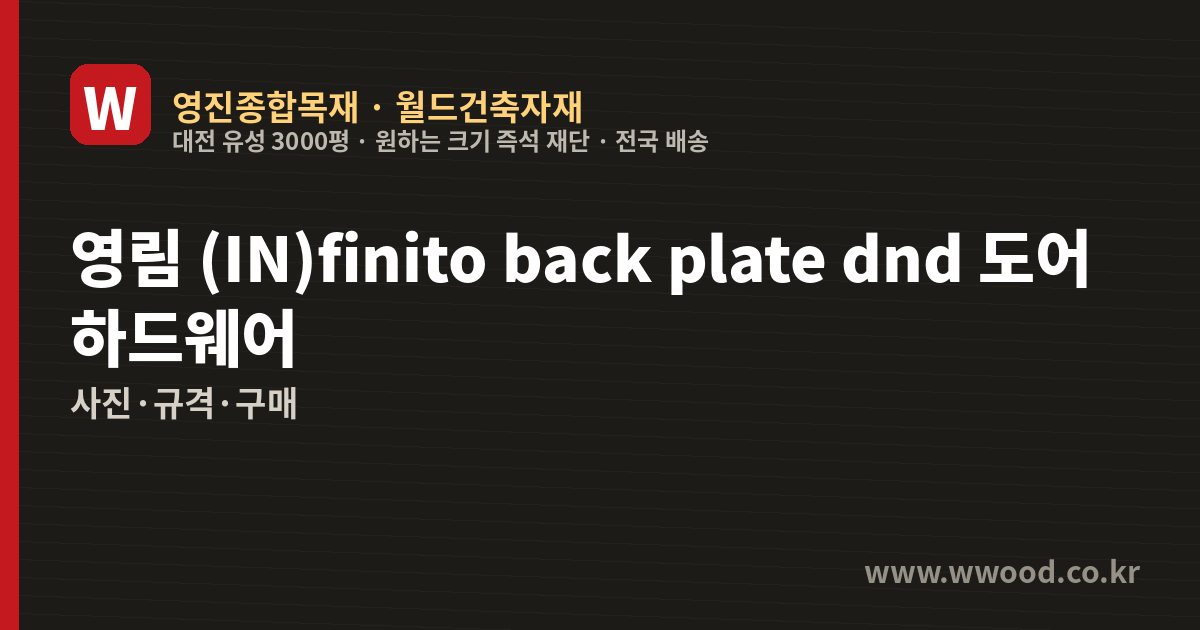 W
영진종합목재 · 월드건축자재
대전 유성 3000평 · 원하는 크기 즉석 재단 · 전국 배송
영림 (IN)finito back plate dnd 도어
하드웨어
사진·규격·구매
www.wwood.co.kr